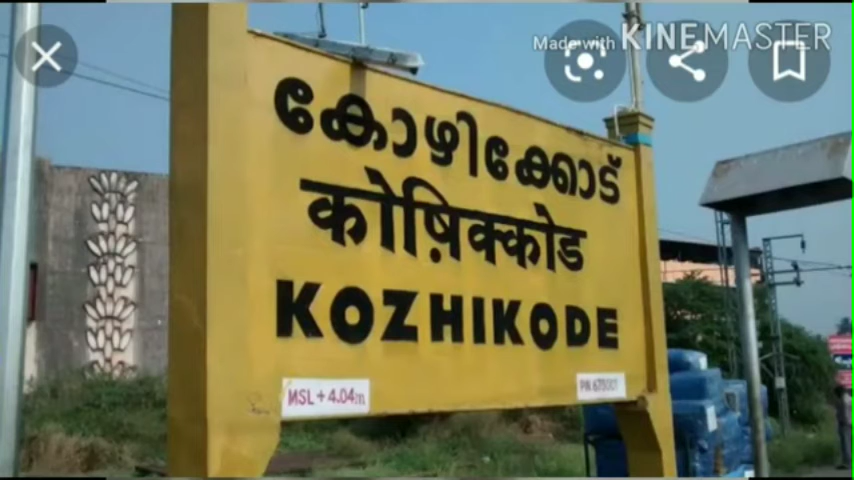 Made with KINEMASTER
കോഴിക്കോട്
कोष़िक्कोड
KOZHIKODE
MSL + 4.04m
PIN 673001